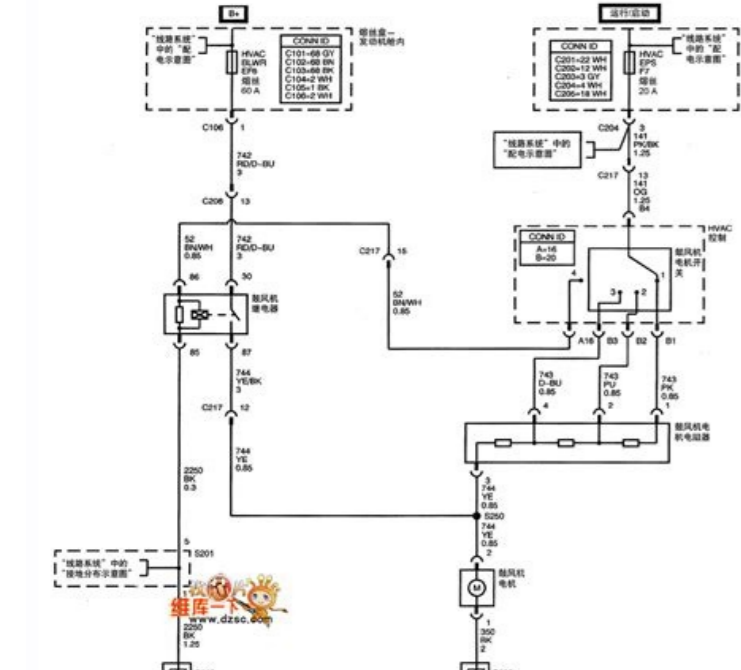 B+
运行/启动
"线路系统"
中的"配
电示意图"
HVAC
BLWR
EF6
熔丝
60 A
CONN ID
C101=68 GY
C102=68 BN
C103=68 BK
C104=2 WH
C105=1 BK
C106=2 WH
熔丝盒–
发动机舱内
CONN ID
C201=22 WH
C202=12 WH
C203=3 GY
C204=4 WH
C205=18 WH
HVAC
EPS
F7
熔丝
20 A
"线路系统"
中的"配
电示意图"
C106 1
742
RD/D-BU
3
C208 13
C204 3
141
PK/BK
1.25
"线路系统"中的
"配电示意图"
C217 13
141
OG
1.25
B4
52
BN/WH
0.85
742
RD/D-BU
3
C217 16
52
BN/WH
0.85
HVAC
控制
CONN ID
A=16
B=20
鼓风机
电机开
关
4
3
2
1
86
30
鼓风机
继电器
85
87
A16
B3
B2
B1
744
YE/BK
3
C217 12
744
YE
0.85
743
D-BU
0.85
743
PU
0.85
743
PK
0.85
4
2
1
鼓风机电
机电阻器
2250
BK
0.3
3
744
YE
0.85
S250
744
YE
0.85
2
5
S201
"线路系统"中的
"接地分布示意图"
鼓风机
电机
M
1
350
BK
2
1
2250
BK
1.25
维库一下
www.dzsc.com